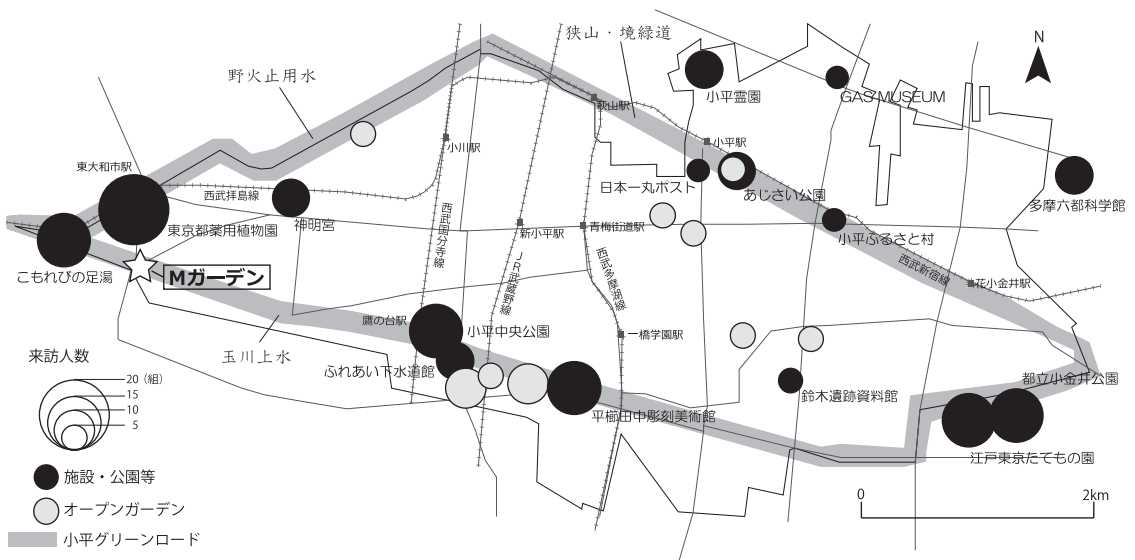 狭山・境緑道
N
野火止用水
小平霊園
GAS MUSEUM
萩山駅
小川駅
小平駅
東大和市駅
日本一丸ポスト
あじさい公園
西武拝島線
神明宮
多摩六都科学館
東京都薬用植物園
西武国分寺線
新小平駅
青梅街道駅
小平ふるさと村
こもれびの足湯
Mガーデン
JR武蔵野線
西武多摩湖線
西武新宿線
花小金井駅
鷹の台駅
小平中央公園
一橋学園駅
玉川上水
ふれあい下水道館
鈴木遺跡資料館
都立小金井公園
平櫛田中彫刻美術館
江戸東京たてもの園
来訪人数
20 (組)
15
10
5
施設・公園等
オープンガーデン
小平グリーンロード
0
2km